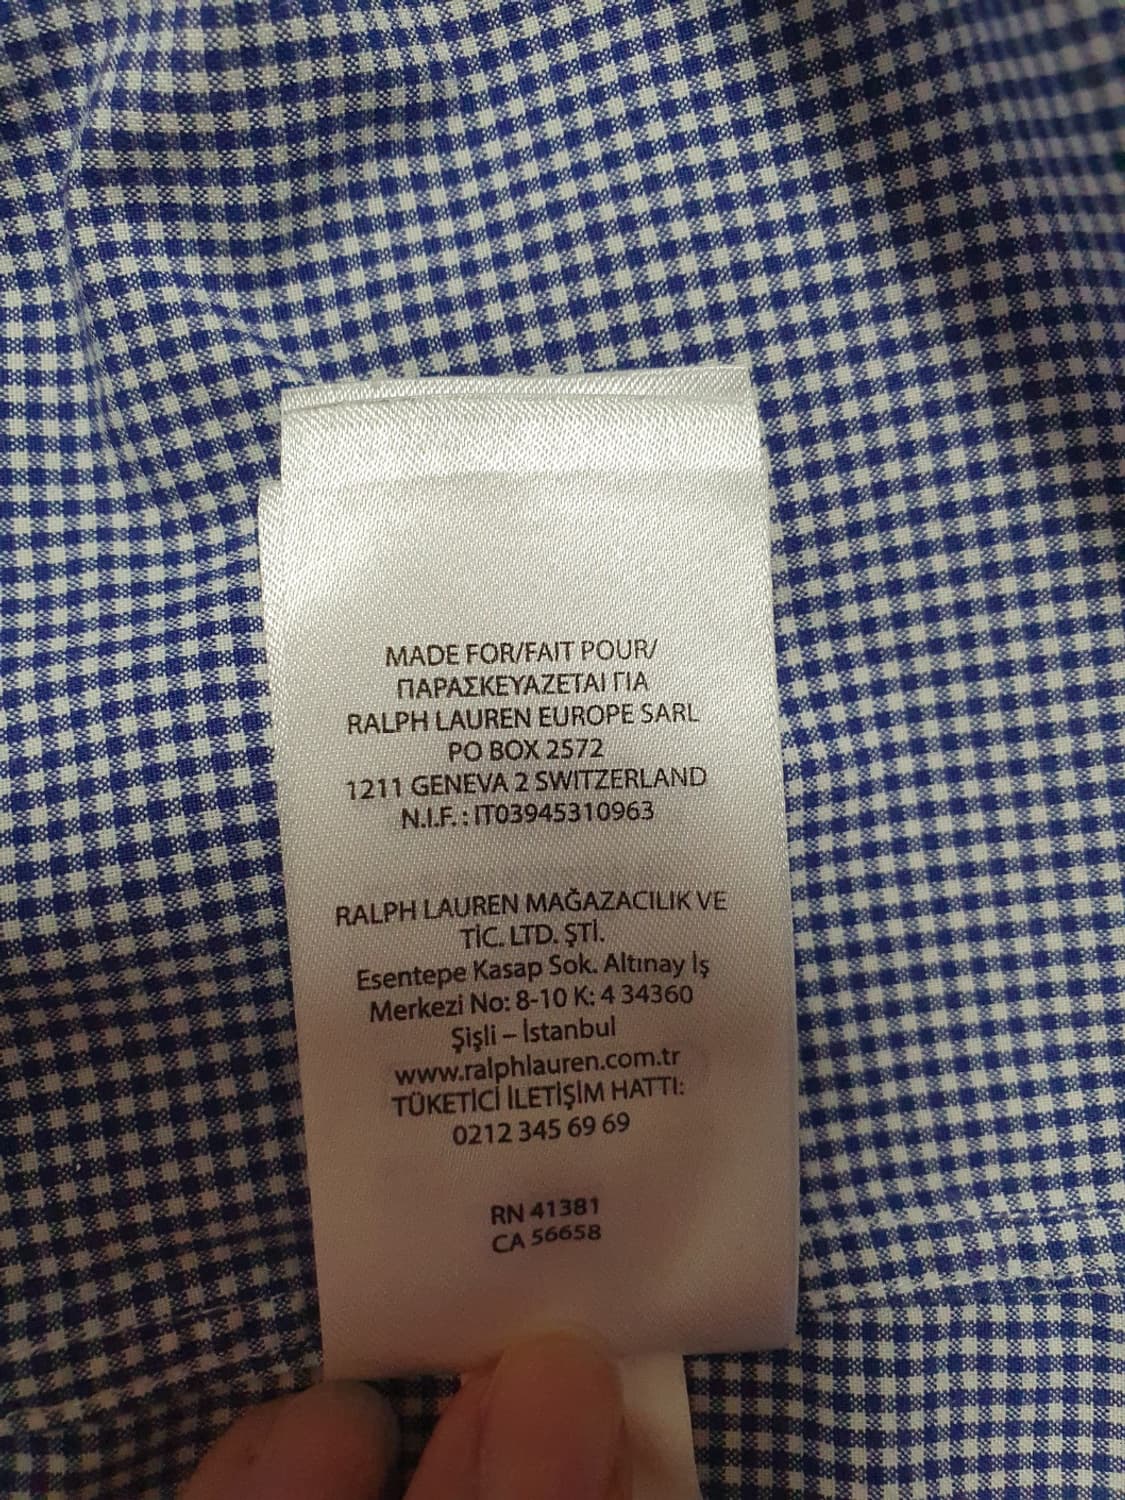 MADE FOR/FAIT POUR/
ΠΑΡΑΣΚΕΥΑΖΕΤΑΙ ΓΙΑ
RALPH LAUREN EUROPE SARL
PO BOX 2572
1211 GENEVA 2 SWITZERLAND
N.I.F. : IT03945310963
RALPH LAUREN MAĞAZACILIK VE
TİC. LTD. ŞTİ.
Esentepe Kasap Sok. Altınay İş
Merkezi No: 8-10 K: 4 34360
Şişli – İstanbul
www.ralphlauren.com.tr
TÜKETİCİ İLETİŞİM HATTI:
0212 345 69 69
RN 41381
CA 56658